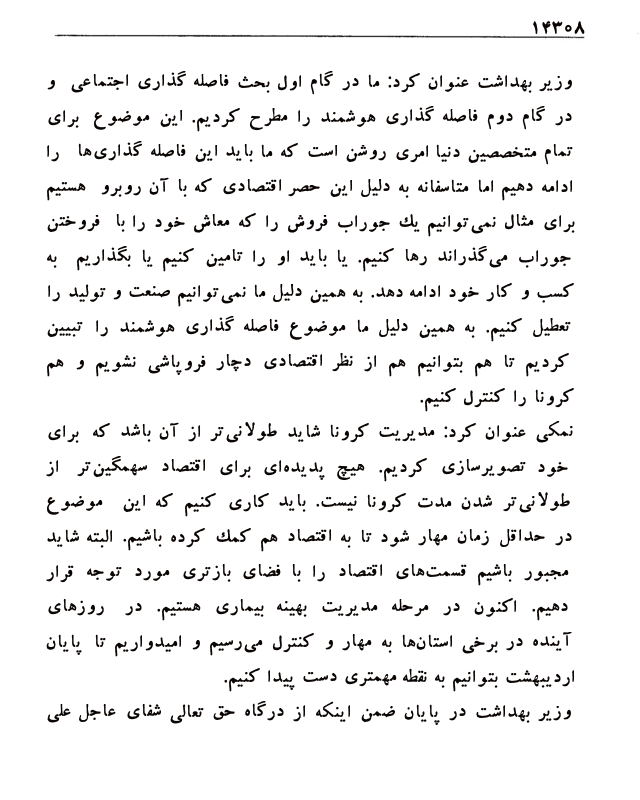 ۱۴۳۰۸
وزیر بهداشت عنوان کرد: ما در گام اول بحث فاصله گذاری اجتماعی و
در گام دوم فاصله گذاری هوشمند را مطرح کردیم. این موضوع برای
تمام متخصصین دنیا امری روشن است که ما باید این فاصله گذاری‌ها را
ادامه دهیم اما متاسفانه به دلیل این حصر اقتصادی که با آن روبرو هستیم
برای مثال نمی‌توانیم یك جوراب فروش را که معاش خود را با فروختن
جوراب می‌گذراند رها کنیم. یا باید او را تامین کنیم یا بگذاریم به
کسب و کار خود ادامه دهد. به همین دلیل ما نمی‌توانیم صنعت و تولید را
تعطیل کنیم. به همین دلیل ما موضوع فاصله گذاری هوشمند را تبیین
کردیم تا هم بتوانیم هم از نظر اقتصادی دچار فروپاشی نشویم و هم
کرونا را کنترل کنیم.
نمکی عنوان کرد: مدیریت کرونا شاید طولانی‌تر از آن باشد که برای
خود تصویرسازی کردیم. هیچ پدیده‌ای برای اقتصاد سهمگین‌تر از
طولانی‌تر شدن مدت کرونا نیست. باید کاری کنیم که این موضوع
در حداقل زمان مهار شود تا به اقتصاد هم کمك کرده باشیم. البته شاید
مجبور باشیم قسمت‌های اقتصاد را با فضای بازتری مورد توجه قرار
دهیم. اکنون در مرحله مدیریت بهینه بیماری هستیم. در روزهای
آینده در برخی استان‌ها به مهار و کنترل می‌رسیم و امیدواریم تا پایان
اردیبهشت بتوانیم به نقطه مهمتری دست پیدا کنیم.
وزیر بهداشت در پایان ضمن اینکه از درگاه حق تعالی شفای عاجل علی